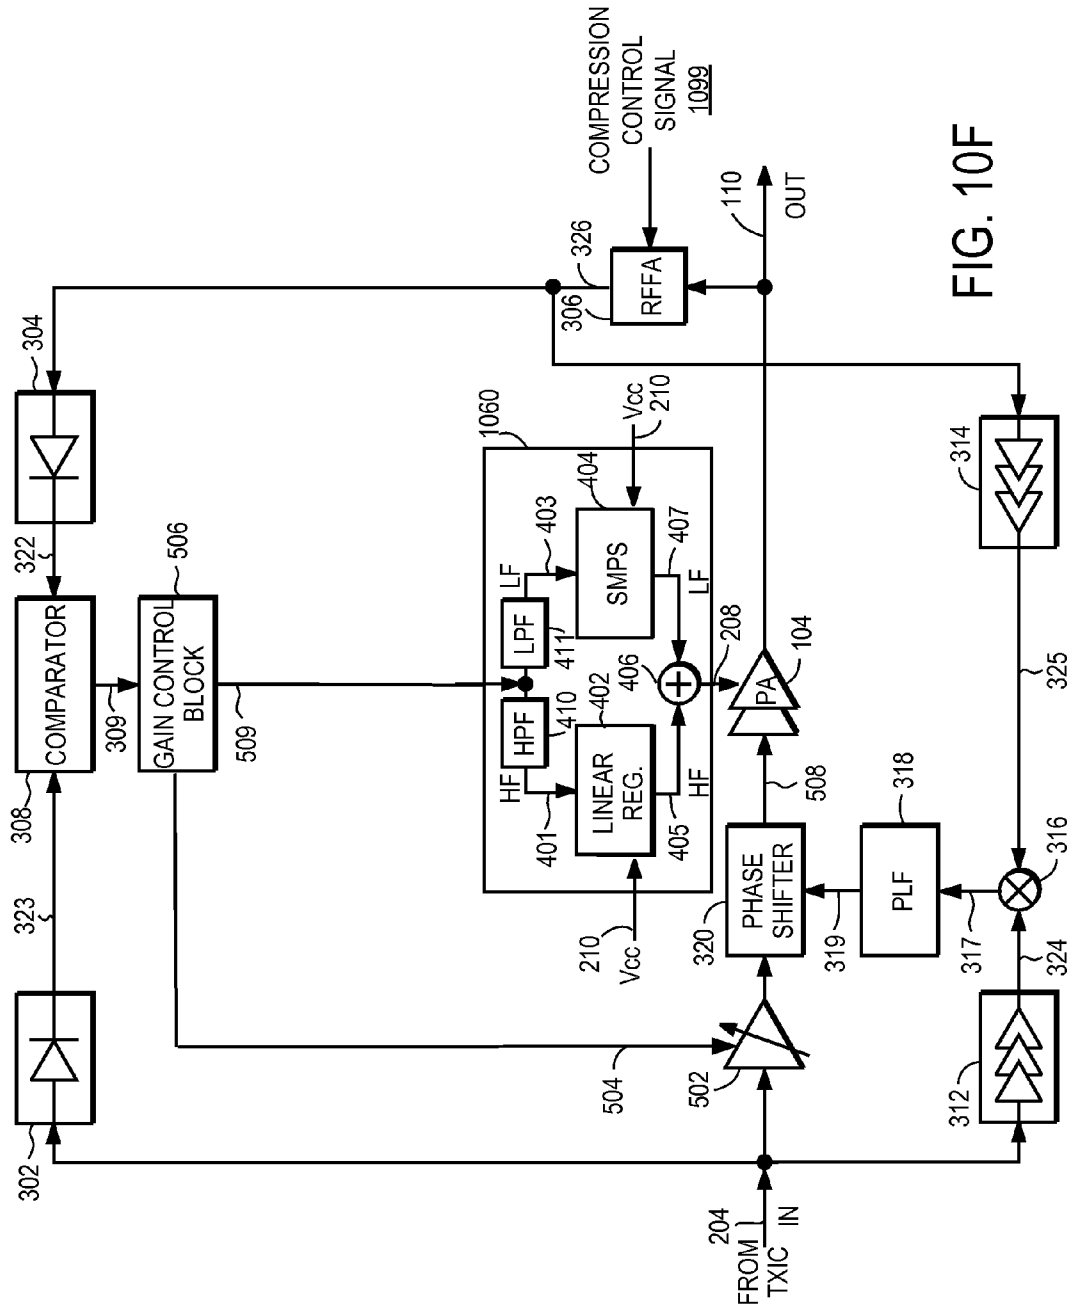 304
322
COMPARATOR
308
323
302
309
506
GAIN CONTROL
BLOCK
509
504
1060
HF
HPF
410
LPF
411
LF
401
403
LINEAR
REG.
402
SMPS
404
Vcc
210
Vcc
210
405
HF
406
407
LF
208
306
326
RFFA
COMPRESSION
CONTROL
SIGNAL
1099
FROM
TXIC
204
IN
502
320
PHASE
SHIFTER
508
PA
104
110
OUT
319
PLF
318
317
316
312
324
325
314
FIG. 10F